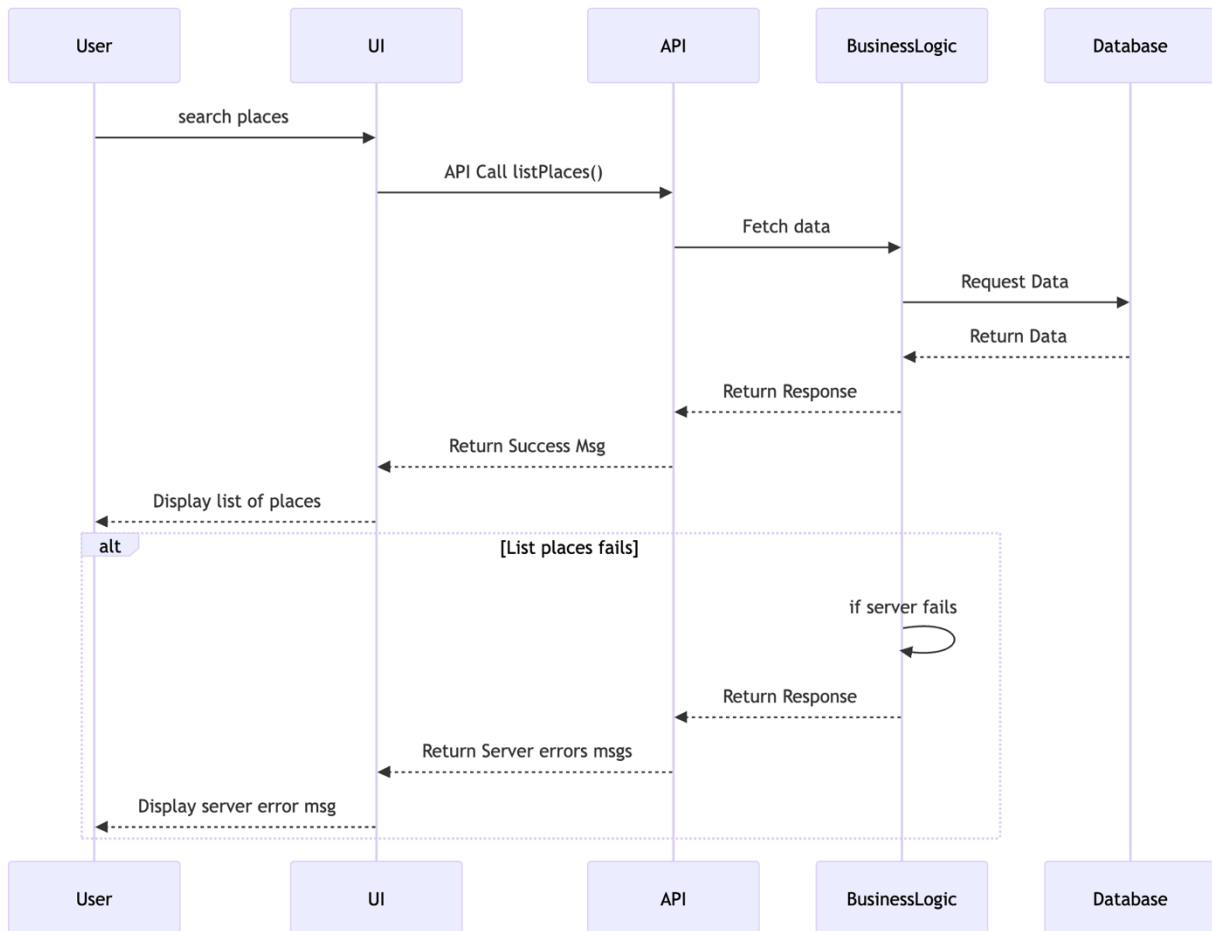 User
UI
API
BusinessLogic
Database
search places
API Call listPlaces()
Fetch data
Request Data
Return Data
Return Response
Return Success Msg
Display list of places
alt
[List places fails]
if server fails
Return Response
Return Server errors msgs
Display server error msg
User
UI
API
BusinessLogic
Database